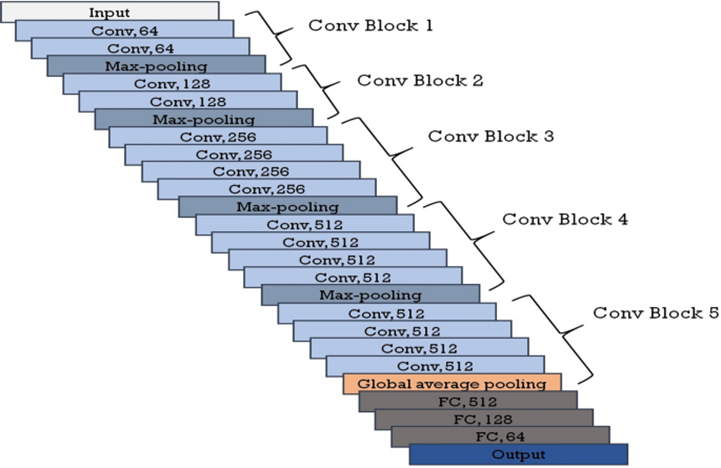 Input
Conv,64
Conv,64
Max-pooling
Conv,128
Conv,128
Max-pooling
Conv,256
Conv,256
Conv,256
Conv,256
Max-pooling
Conv,512
Conv,512
Conv,512
Conv,512
Max-pooling
Conv,512
Conv,512
Conv,512
Conv,512
Global average pooling
FC,512
FC,128
FC,64
Output
Conv Block 1
Conv Block 2
Conv Block 3
Conv Block 4
Conv Block 5